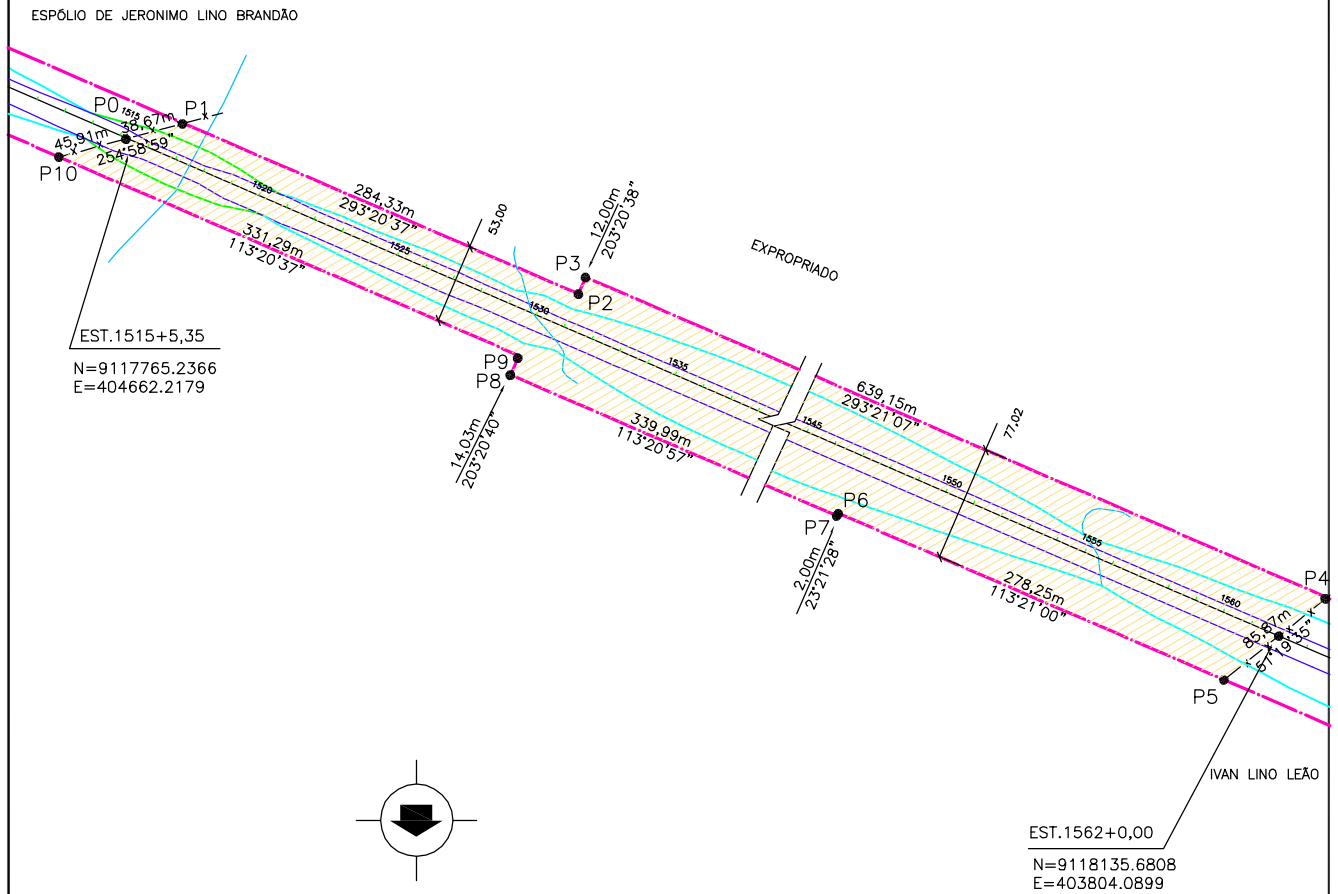 ESPÓLIO DE JERONIMO LINO BRANDÃO
P0
1515
P1
38,67m
45,91m
254°58'59"
P10
1520
284,33m
293°20'37"
331,29m
113°20'37"
1525
53,00
12,00m
203°20'38"
P3
P2
EXPROPRIADO
1530
EST.1515+5,35
N=9117765.2366
E=404662.2179
P9
P8
1535
14,03m
203°20'40"
339,99m
113°20'57"
639,15m
293°21'07"
1545
77,02
1550
P6
P7
2,00m
23°21'28"
1555
278,25m
113°21'00"
1560
P4
85,87m
57°19'35"
P5
IVAN LINO LEÃO
EST.1562+0,00
N=9118135.6808
E=403804.0899